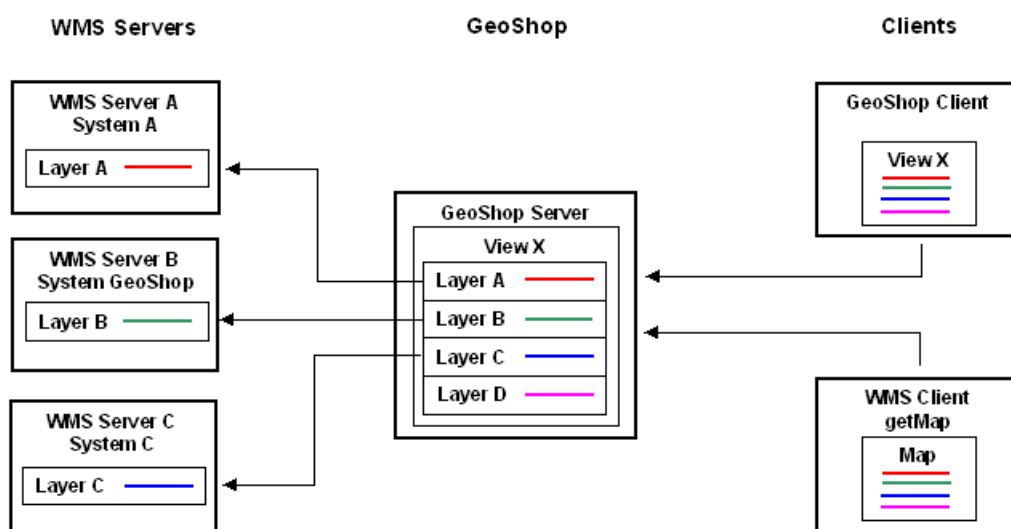 WMS Servers
GeoShop
Clients
WMS Server A
System A
Layer A
WMS Server B
System GeoShop
Layer B
WMS Server C
System C
Layer C
GeoShop Server
View X
Layer A
Layer B
Layer C
Layer D
GeoShop Client
View X
WMS Client
getMap
Map